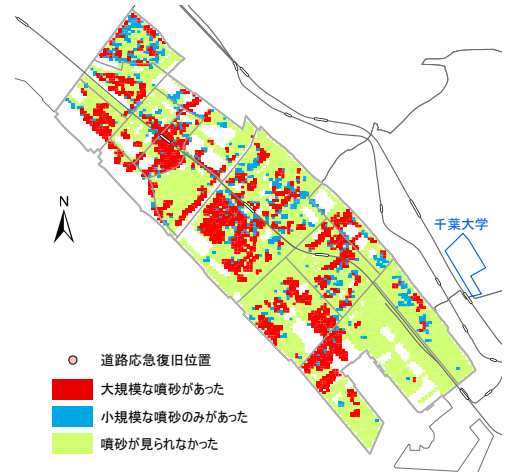 千葉大学
N
道路応急復旧位置
大規模な噴砂があった
小規模な噴砂のみがあった
噴砂が見られなかった